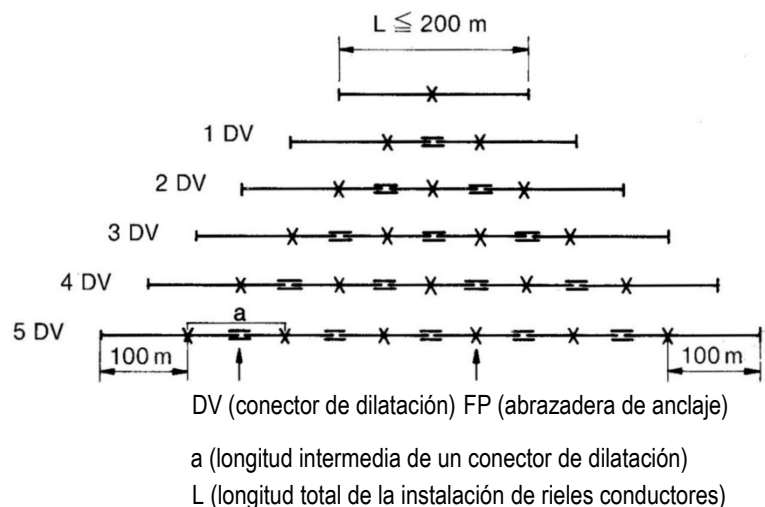 L ≦ 200 m
1 DV
2 DV
3 DV
4 DV
a
5 DV
100 m 100 m
DV (conector de dilatación) FP (abrazadera de anclaje)
a (longitud intermedia de un conector de dilatación)
L (longitud total de la instalación de rieles conductores)